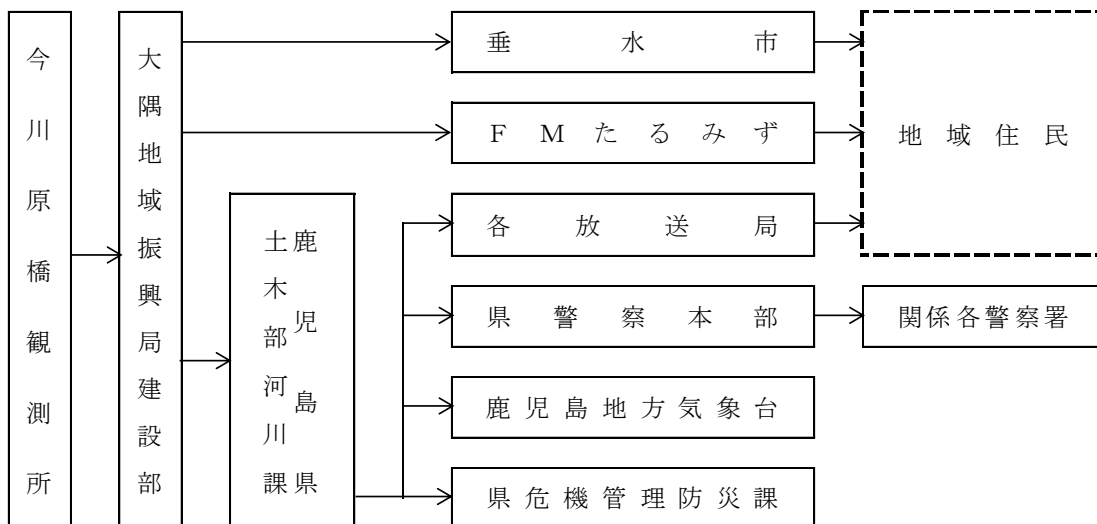 今川原橋観測所
大隅地域振興局建設部
鹿児島県
土木部河川課
垂水市
FMたるみず
各放送局
県警察本部
鹿児島地方気象台
県危機管理防災課
地域住民
関係各警察署